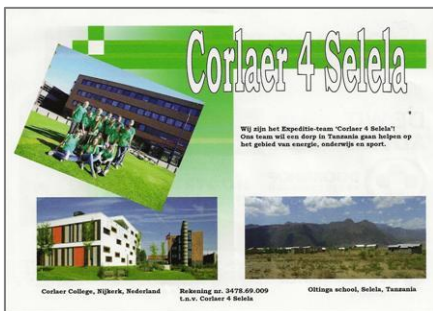 Corlaer 4 Selela
Wij zijn het Expeditie-team 'Corlaer 4 Selela'!
Ons team wil een dorp in Tanzania gaan helpen op
het gebied van energie, onderwijs en sport.
Corlaer College, Nijkerk, Nederland
Rekening nr. 3478.69.009
t.n.v. Corlaer 4 Selela
Oltings school, Selela, Tanzania